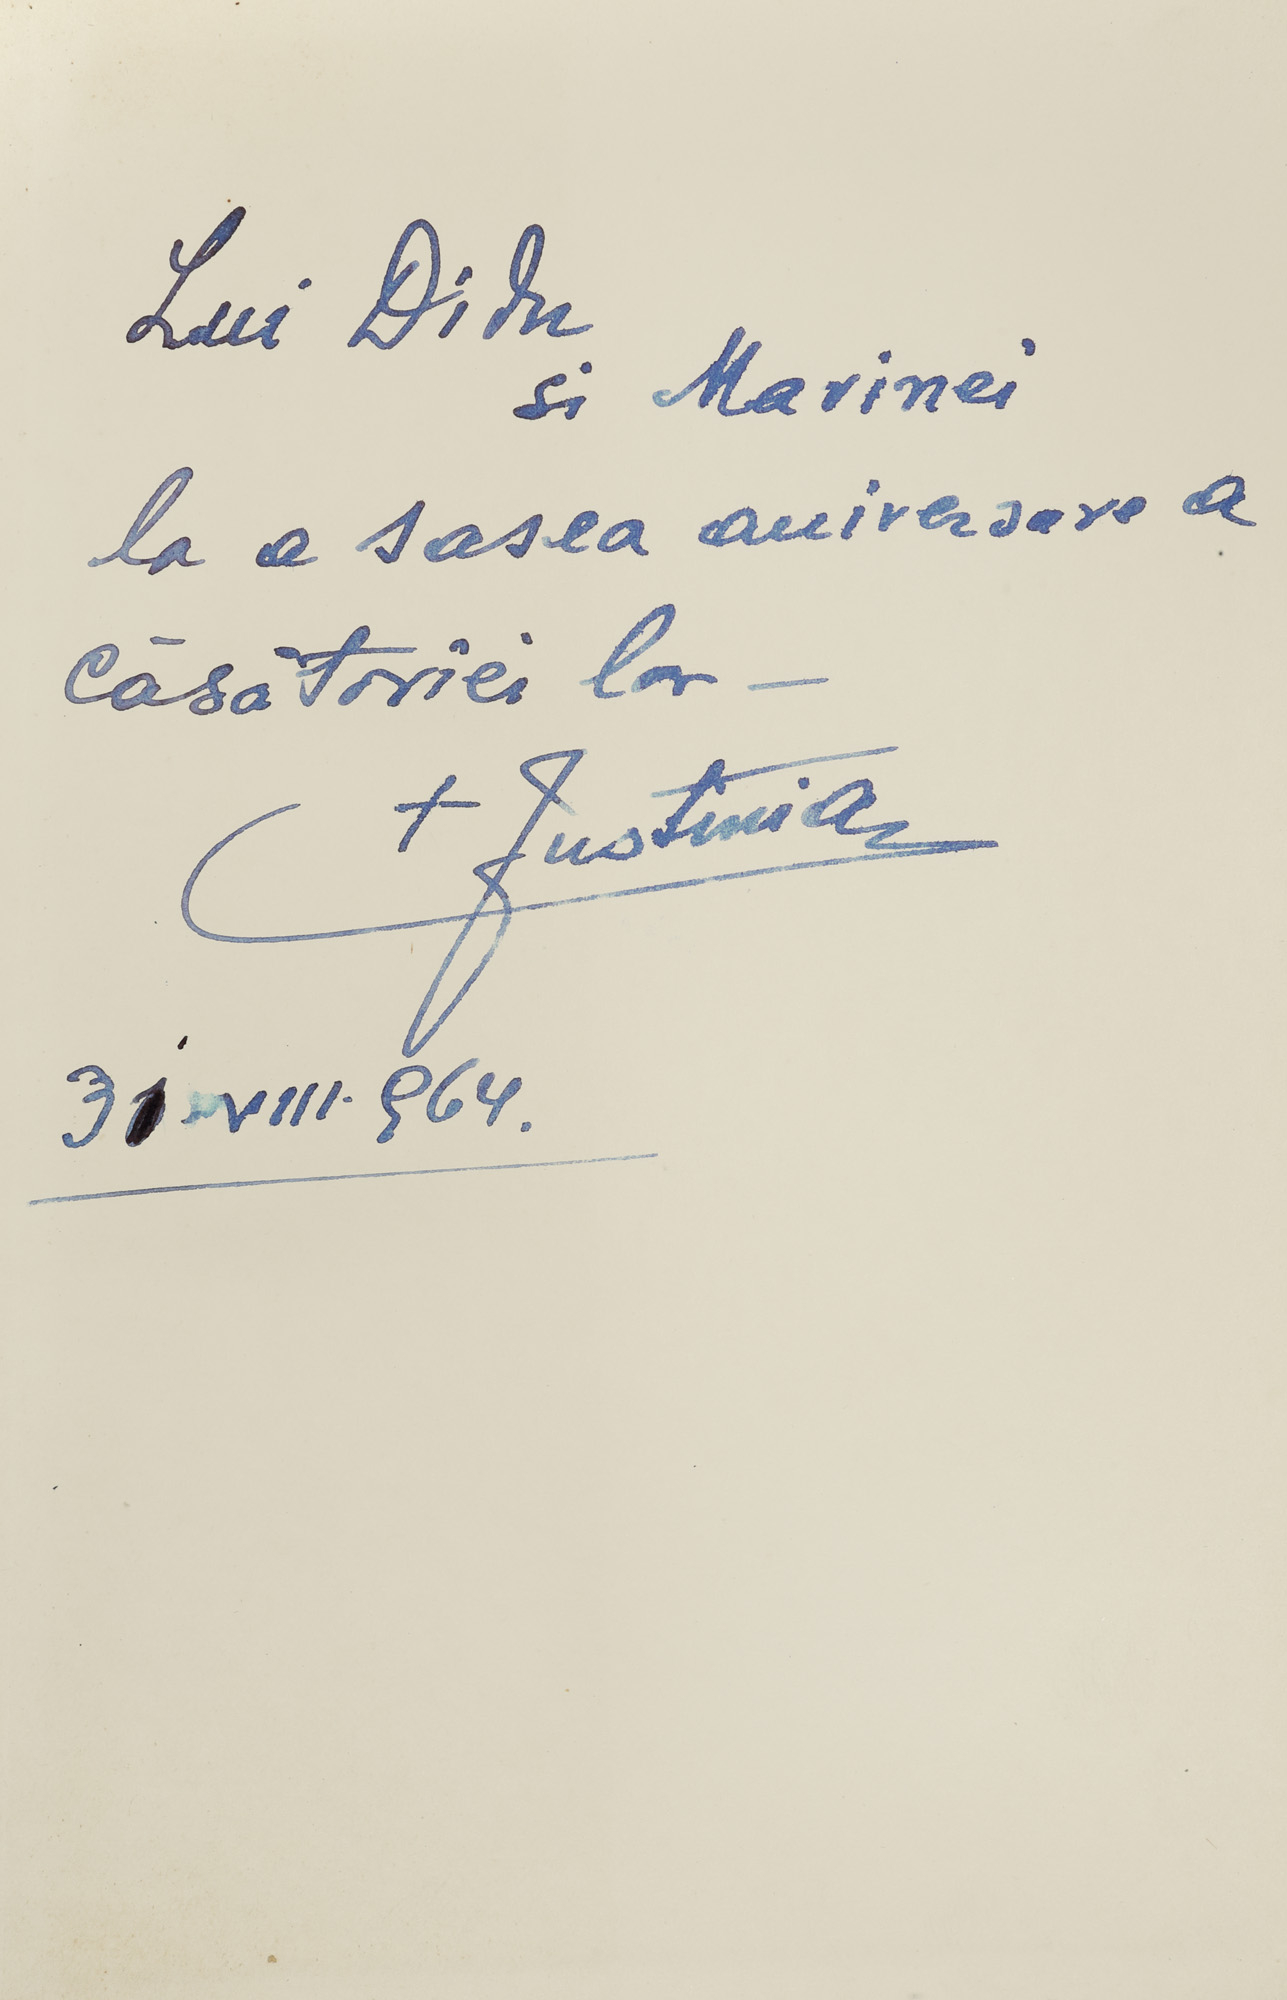 Lui Didu
si Marinei
la a sasea aniversare a
căsătoriei lor –
+ Justinian
31.VIII.964.